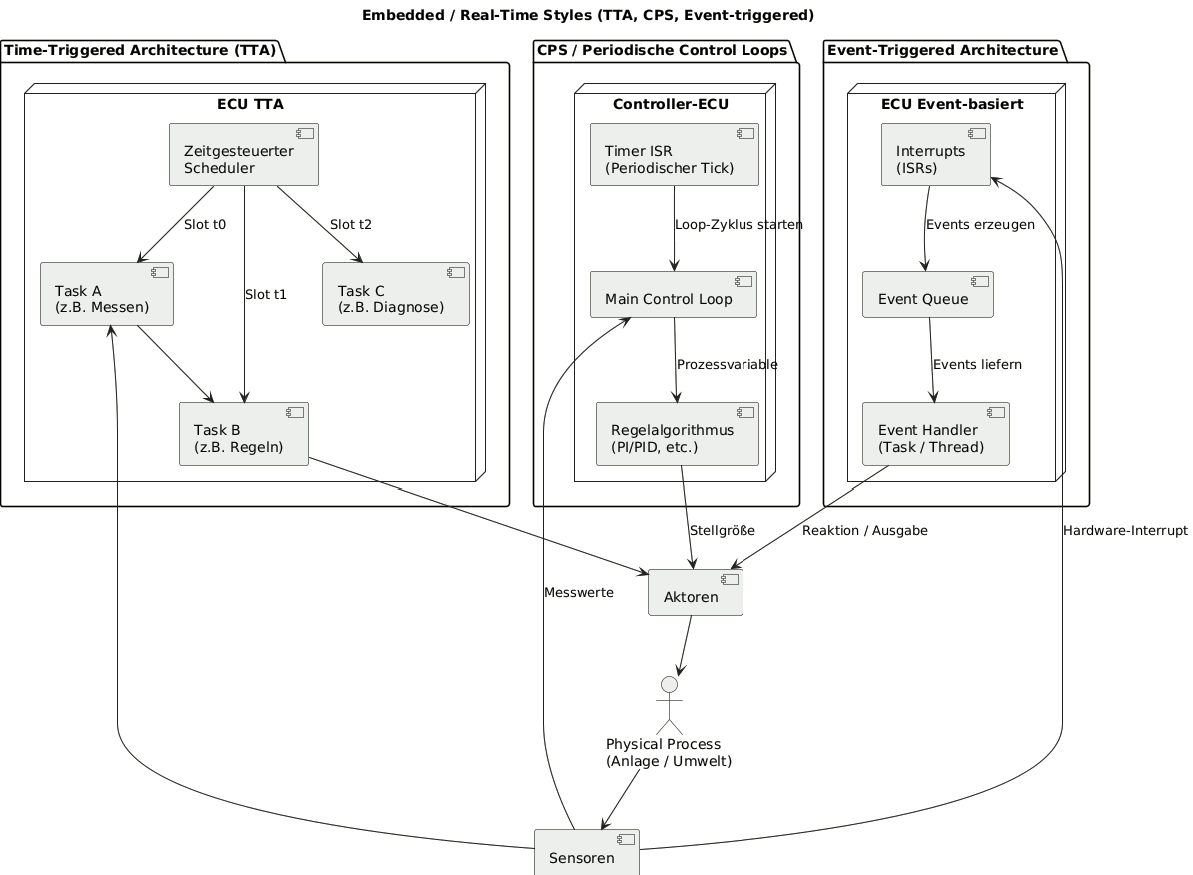 Embedded / Real-Time Styles (TTA, CPS, Event-triggered)
Time-Triggered Architecture (TTA)
ECU TTA
Zeitgesteuerter
Scheduler
Slot t0
Slot t2
Slot t1
Task A
(z.B. Messen)
Task C
(z.B. Diagnose)
Task B
(z.B. Regeln)
CPS / Periodische Control Loops
Controller-ECU
Timer ISR
(Periodischer Tick)
Loop-Zyklus starten
Main Control Loop
Prozessvariable
Regelalgorithmus
(PI/PID, etc.)
Event-Triggered Architecture
ECU Event-basiert
Interrupts
(ISRs)
Events erzeugen
Event Queue
Events liefern
Event Handler
(Task / Thread)
Stellgröße
Reaktion / Ausgabe
Hardware-Interrupt
Messwerte
Aktoren
Physical Process
(Anlage / Umwelt)
Sensoren